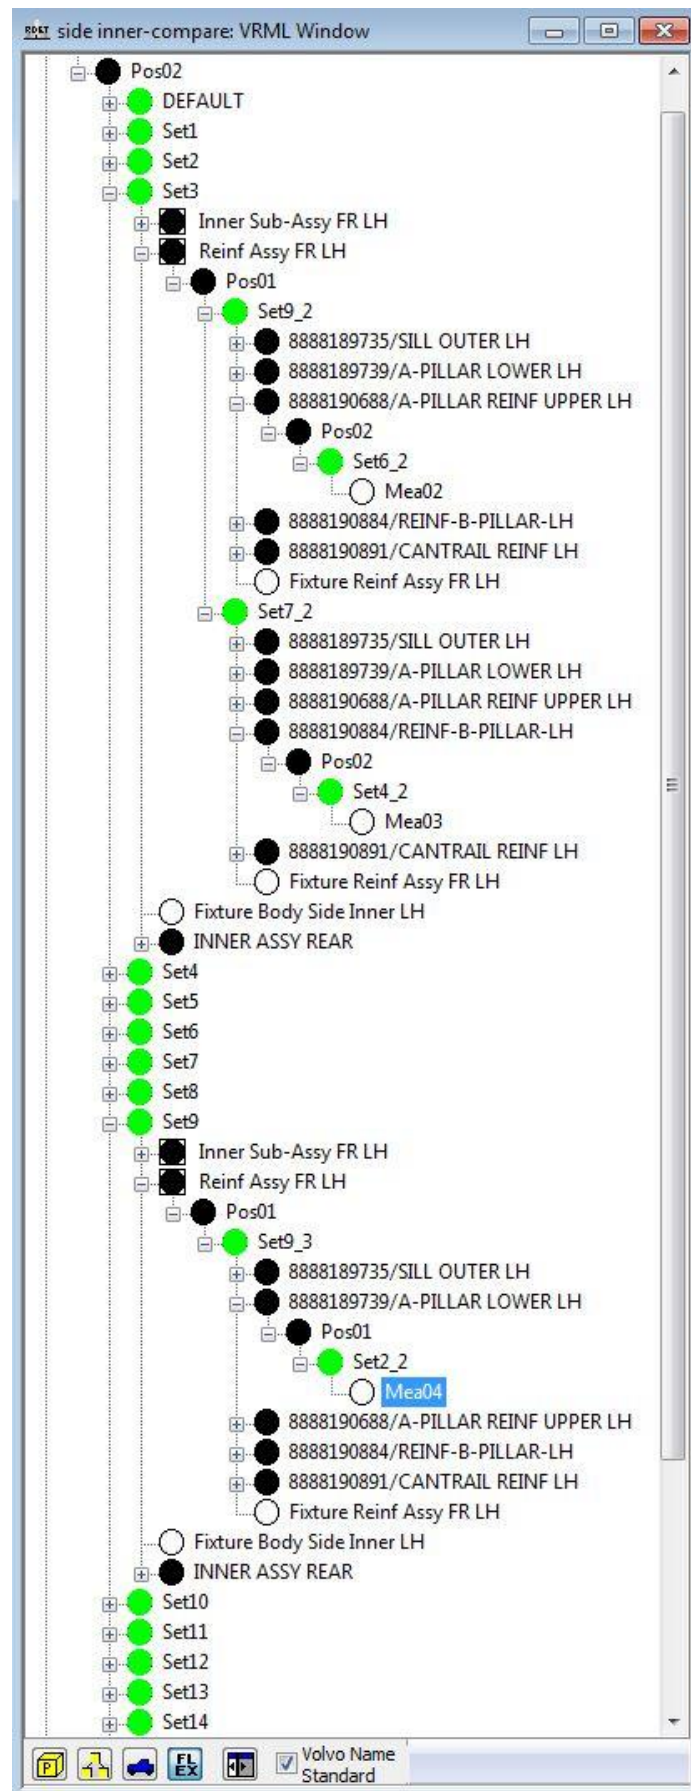 RD&T side inner-compare: VRML Window
Pos02
DEFAULT
Set1
Set2
Set3
Inner Sub-Assy FR LH
Reinf Assy FR LH
Pos01
Set9_2
8888189735/SILL OUTER LH
8888189739/A-PILLAR LOWER LH
8888190688/A-PILLAR REINF UPPER LH
Pos02
Set6_2
Mea02
8888190884/REINF-B-PILLAR-LH
8888190891/CANTRAIL REINF LH
Fixture Reinf Assy FR LH
Set7_2
8888189735/SILL OUTER LH
8888189739/A-PILLAR LOWER LH
8888190688/A-PILLAR REINF UPPER LH
8888190884/REINF-B-PILLAR-LH
Pos02
Set4_2
Mea03
8888190891/CANTRAIL REINF LH
Fixture Reinf Assy FR LH
Fixture Body Side Inner LH
INNER ASSY REAR
Set4
Set5
Set6
Set7
Set8
Set9
Inner Sub-Assy FR LH
Reinf Assy FR LH
Pos01
Set9_3
8888189735/SILL OUTER LH
8888189739/A-PILLAR LOWER LH
Pos01
Set2_2
Mea04
8888190688/A-PILLAR REINF UPPER LH
8888190884/REINF-B-PILLAR-LH
8888190891/CANTRAIL REINF LH
Fixture Reinf Assy FR LH
Fixture Body Side Inner LH
INNER ASSY REAR
Set10
Set11
Set12
Set13
Set14
P
FL
EX
Volvo Name
Standard